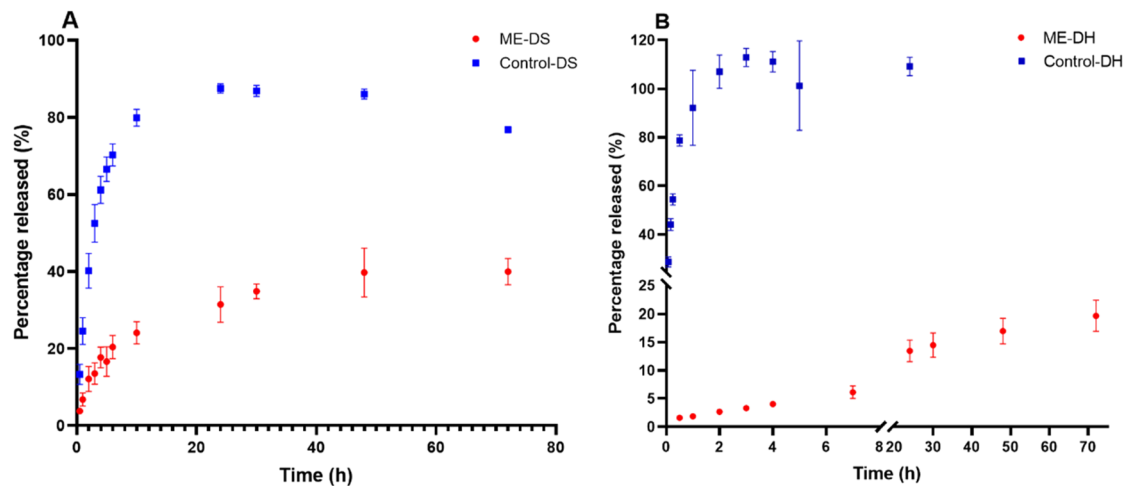 A
ME-DS
Control-DS
Percentage released (%)
100
80
60
40
20
0
0 20 40 60 80
Time (h)
B
ME-DH
Control-DH
Percentage released (%)
120
100
80
60
40
25
20
15
10
5
0
0 2 4 6 8 20 30 40 50 60 70
Time (h)